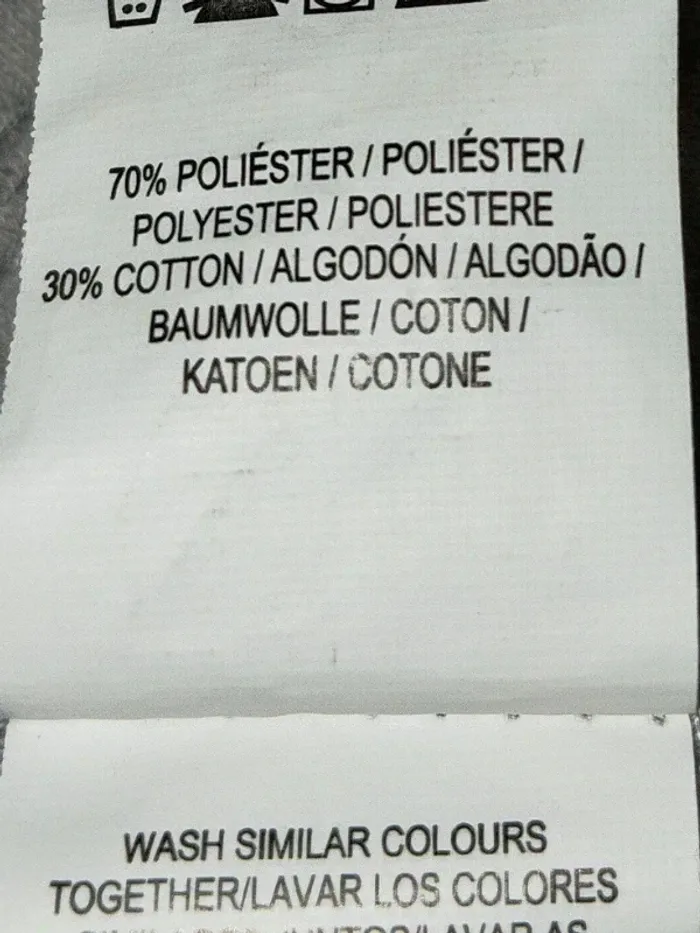 70% POLIÉSTER / POLIÉSTER /
POLYESTER / POLIESTERE
30% COTTON / ALGODÓN / ALGODÃO /
BAUMWOLLE / COTON /
KATOEN / COTONE
WASH SIMILAR COLOURS
TOGETHER/LAVAR LOS COLORES